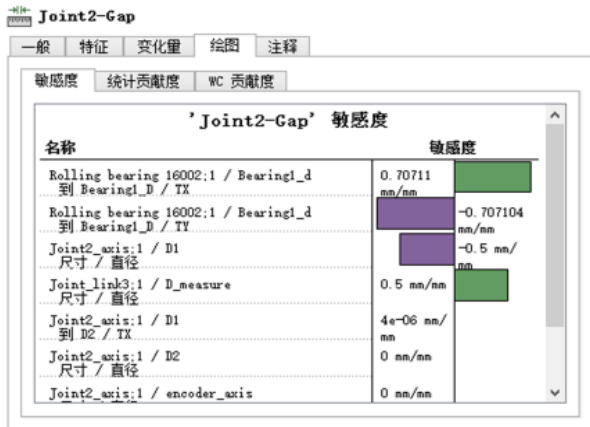 Joint2-Gap
一般 特征 变化量 绘图 注释
敏感度 统计贡献度 WC 贡献度
'Joint2-Gap' 敏感度
名称 敏感度
Rolling bearing 16002;1 / Bearing1_d 0.70711
到 Bearing1_D / TX mm/mm
Rolling bearing 16002;1 / Bearing1_d -0.707104
到 Bearing1_D / TY mm/mm
Joint2_axis;1 / D1 -0.5 mm/
尺寸 / 直径 mm
Joint_link3;1 / D_measure 0.5 mm/mm
尺寸 / 直径
Joint2_axis;1 / D1 4e-06 mm/
到 D2 / TX mm
Joint2_axis;1 / D2 0 mm/mm
尺寸 / 直径
Joint2_axis;1 / encoder_axis 0 mm/mm